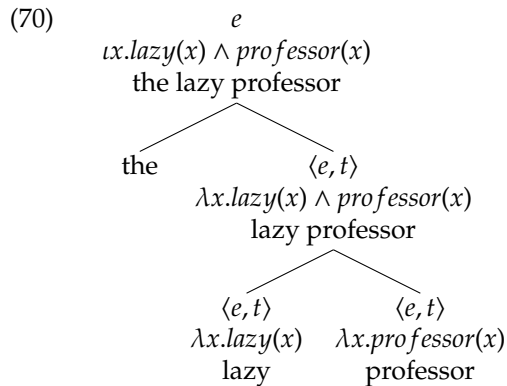 (70) e
ιx.lazy(x) ∧ professor(x)
the lazy professor
the ⟨e, t⟩
λx.lazy(x) ∧ professor(x)
lazy professor
⟨e, t⟩ ⟨e, t⟩
λx.lazy(x) λx.professor(x)
lazy professor